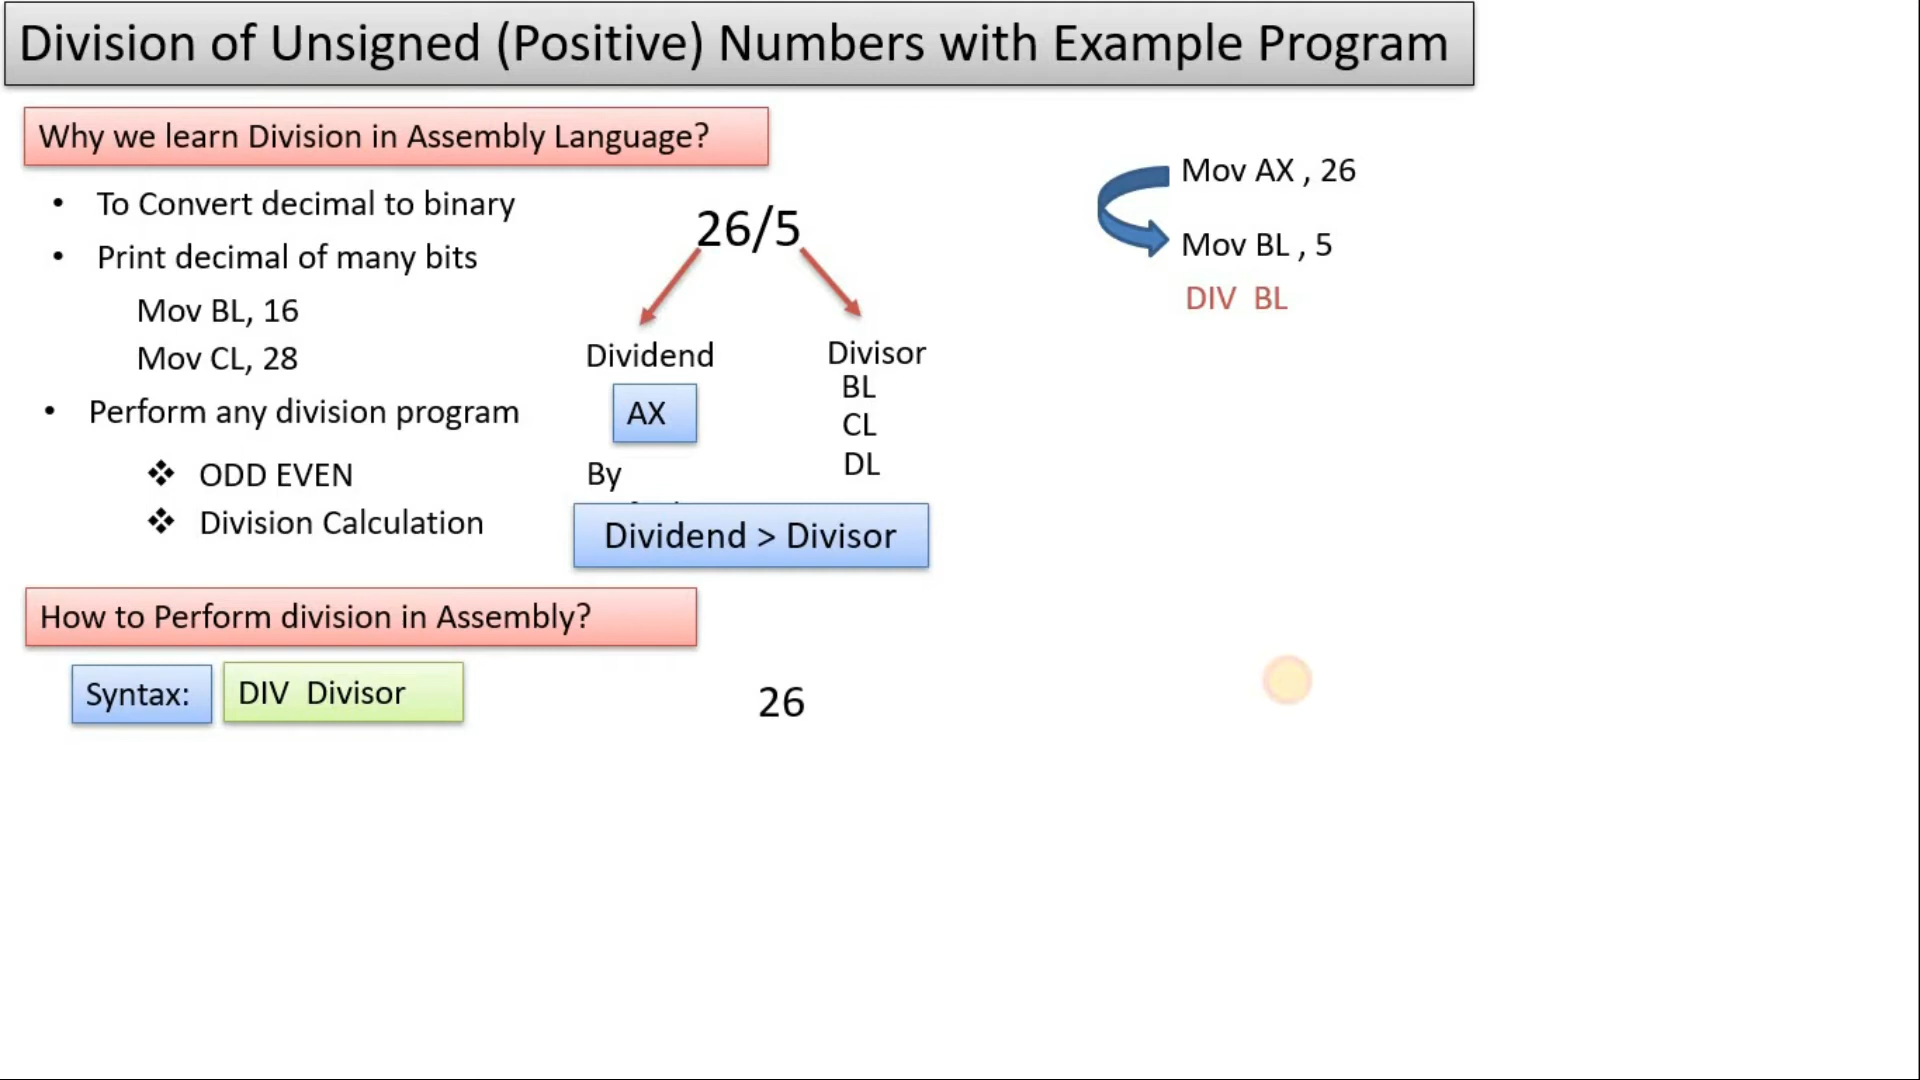 Division of Unsigned (Positive) Numbers with Example Program
Why we learn Division in Assembly Language?
• To Convert decimal to binary
• Print decimal of many bits
Mov BL, 16
Mov CL, 28
• Perform any division program
❖ ODD EVEN
❖ Division Calculation
26/5
Dividend
AX
By
Divisor
BL
CL
DL
Dividend > Divisor
Mov AX , 26
Mov BL , 5
DIV BL
How to Perform division in Assembly?
Syntax:
DIV Divisor
26